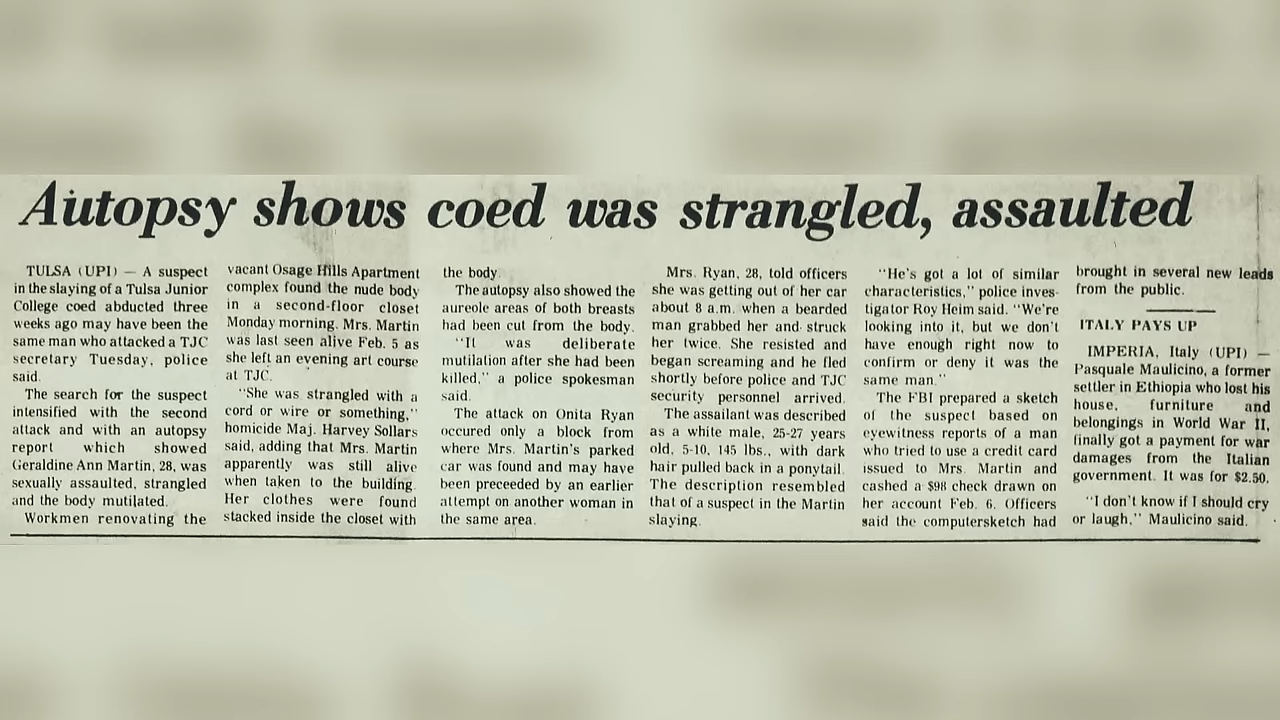 Autopsy shows coed was strangled, assaulted
TULSA (UPI) — A suspect
in the slaying of a Tulsa Junior
College coed abducted three
weeks ago may have been the
same man who attacked a TJC
secretary Tuesday, police
said.
The search for the suspect
intensified with the second
attack and with an autopsy
report which showed
Geraldine Ann Martin, 28, was
sexually assaulted, strangled
and the body mutilated.
Workmen renovating the
vacant Osage Hills Apartment
complex found the nude body
in a second-floor closet
Monday morning. Mrs. Martin
was last seen alive Feb. 5 as
she left an evening art course
at TJC.
"She was strangled with a
cord or wire or something,"
homicide Maj. Harvey Sollars
said, adding that Mrs. Martin
apparently was still alive
when taken to the building.
Her clothes were found
stacked inside the closet with
the body.
The autopsy also showed the
aureole areas of both breasts
had been cut from the body.
"It was deliberate
mutilation after she had been
killed," a police spokesman
said.
The attack on Onita Ryan
occured only a block from
where Mrs. Martin's parked
car was found and may have
been preceeded by an earlier
attempt on another woman in
the same area.
Mrs. Ryan, 28, told officers
she was getting out of her car
about 8 a.m. when a bearded
man grabbed her and struck
her twice. She resisted and
began screaming and he fled
shortly before police and TJC
security personnel arrived.
The assailant was described
as a white male, 25-27 years
old, 5-10, 145 lbs., with dark
hair pulled back in a ponytail.
The description resembled
that of a suspect in the Martin
slaying.
"He's got a lot of similar
characteristics," police inves-
tigator Roy Heim said. "We're
looking into it, but we don't
have enough right now to
confirm or deny it was the
same man."
The FBI prepared a sketch
of the suspect based on
eyewitness reports of a man
who tried to use a credit card
issued to Mrs. Martin and
cashed a $98 check drawn on
her account Feb. 6. Officers
said the computersketch had
brought in several new leads
from the public.
ITALY PAYS UP
IMPERIA, Italy (UPI) —
Pasquale Maulicino, a former
settler in Ethiopia who lost his
house, furniture and
belongings in World War II,
finally got a payment for war
damages from the Italian
government. It was for $2.50.
"I don't know if I should cry
or laugh," Maulicino said.